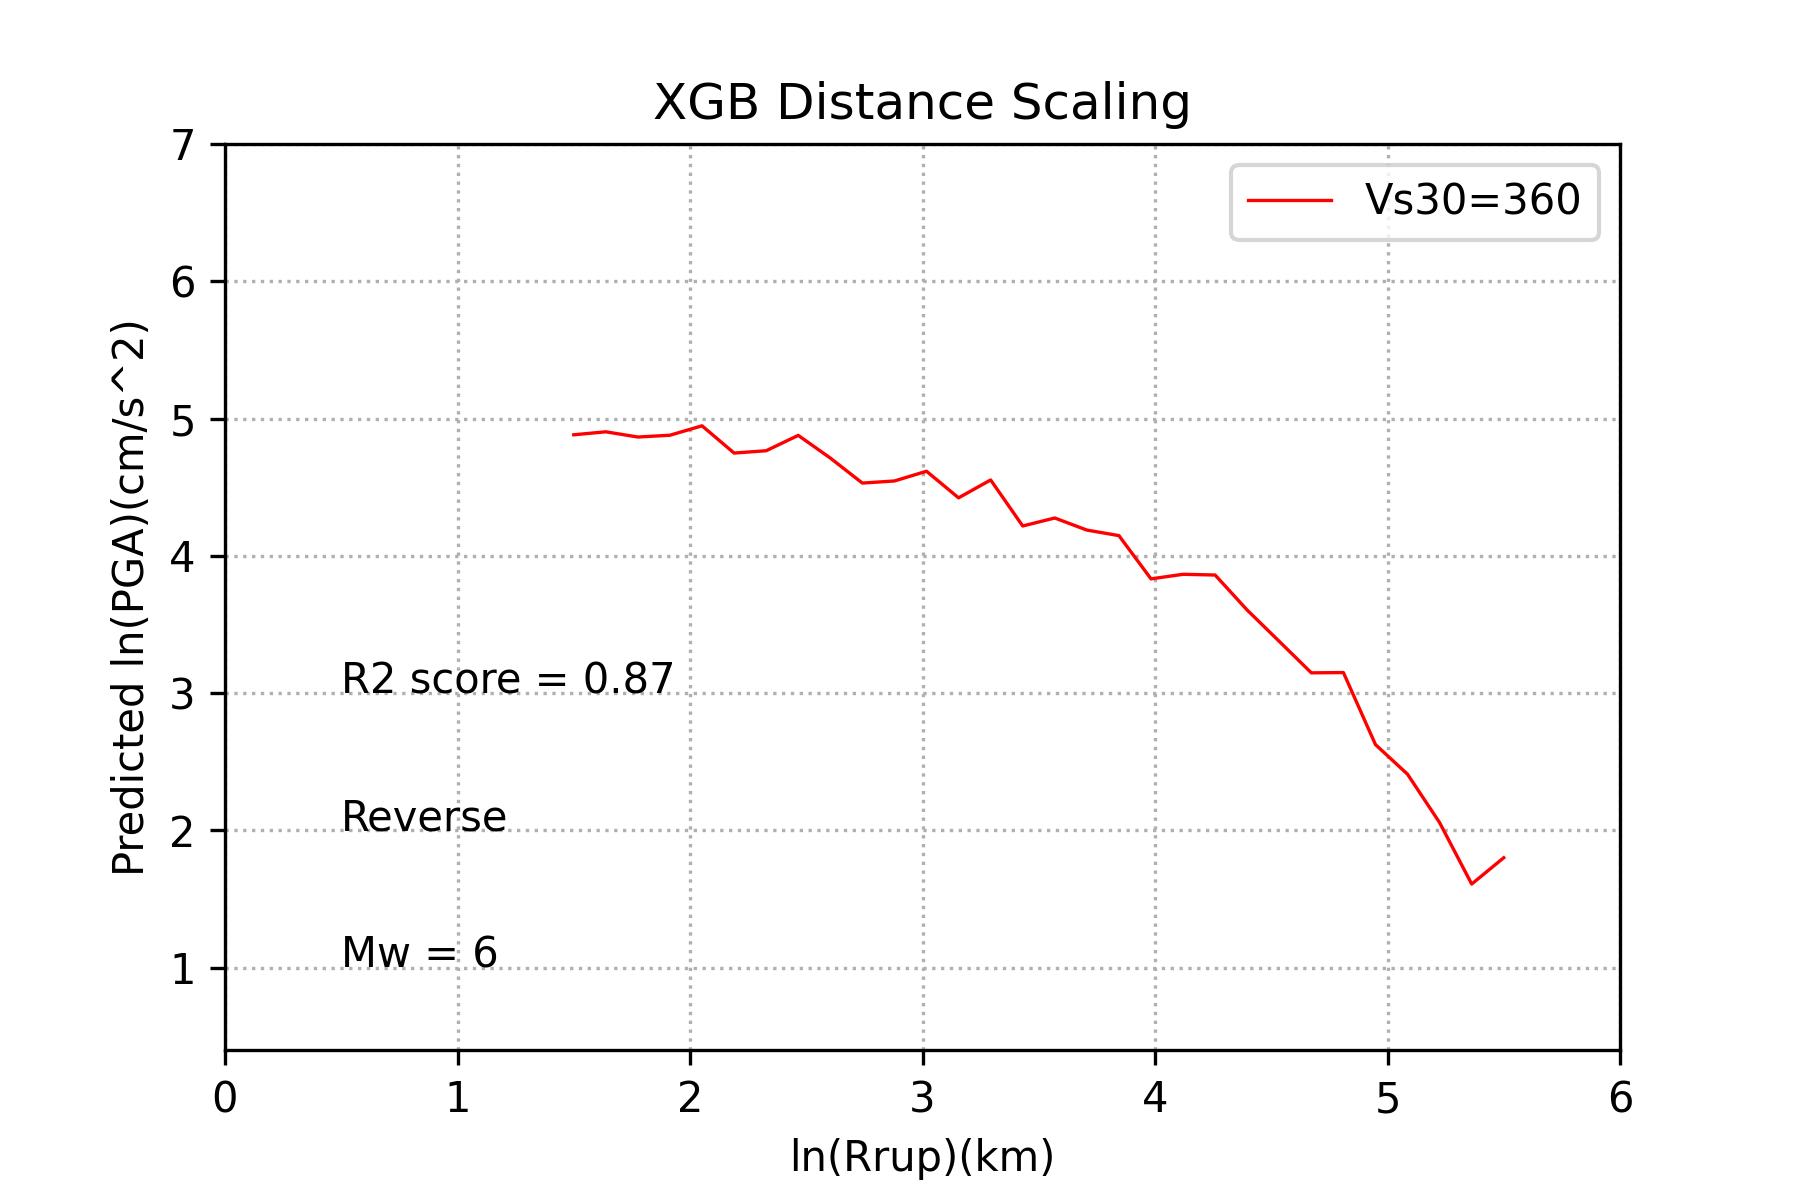 XGB Distance Scaling
7
6
5
4
3
2
1
Predicted ln(PGA)(cm/s^2)
Vs30=360
R2 score = 0.87
Reverse
Mw = 6
0 1 2 3 4 5 6
ln(Rrup)(km)